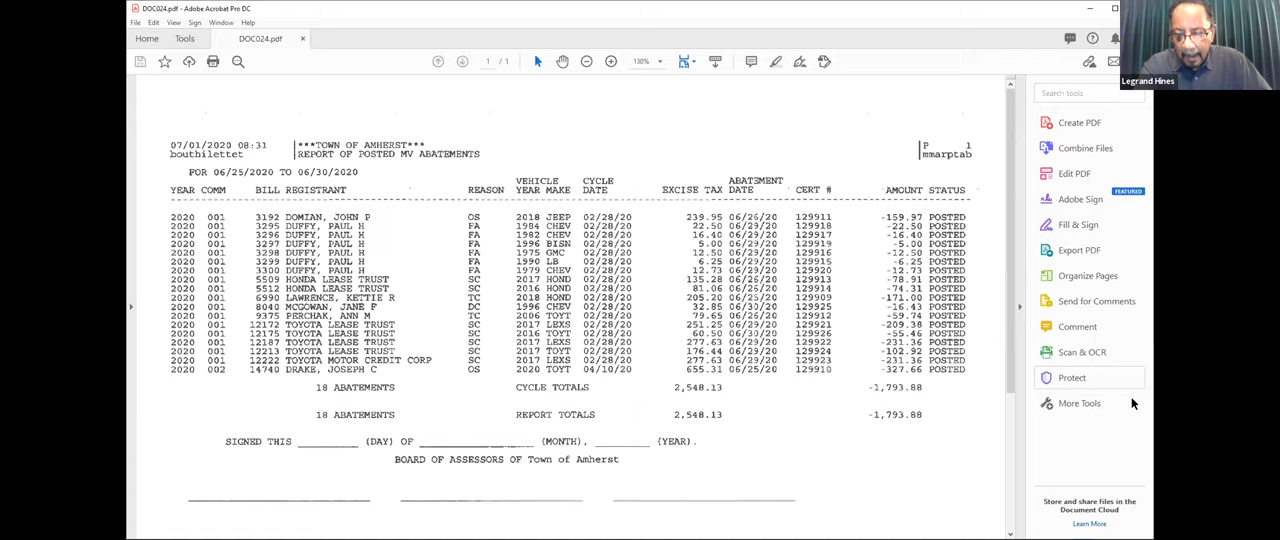 DOC024.pdf - Adobe Acrobat Pro DC
File Edit View Sign Window Help
Home Tools DOC024.pdf ×
1 / 1 130%
Legrand Hines
Search tools
Create PDF
Combine Files
Edit PDF
FEATURED
Adobe Sign
Fill & Sign
Export PDF
Organize Pages
Send for Comments
Comment
Scan & OCR
Protect
More Tools
Store and share files in the
Document Cloud
Learn More
07/01/2020 08:31 |***TOWN OF AMHERST*** |P 1
bouthilettet |REPORT OF POSTED MV ABATEMENTS |mmarptab
FOR 06/25/2020 TO 06/30/2020
VEHICLE CYCLE ABATEMENT
YEAR COMM BILL REGISTRANT REASON YEAR MAKE DATE EXCISE TAX DATE CERT # AMOUNT STATUS
2020 001 3192 DOMIAN, JOHN P OS 2018 JEEP 02/28/20 239.95 06/26/20 129911 -159.97 POSTED
2020 001 3295 DUFFY, PAUL H FA 1984 CHEV 02/28/20 22.50 06/29/20 129918 -22.50 POSTED
2020 001 3296 DUFFY, PAUL H FA 1982 CHEV 02/28/20 16.40 06/29/20 129917 -16.40 POSTED
2020 001 3297 DUFFY, PAUL H FA 1996 BISN 02/28/20 5.00 06/29/20 129919 -5.00 POSTED
2020 001 3298 DUFFY, PAUL H FA 1975 GMC 02/28/20 12.50 06/29/20 129916 -12.50 POSTED
2020 001 3299 DUFFY, PAUL H FA 1990 LB 02/28/20 6.25 06/29/20 129915 -6.25 POSTED
2020 001 3300 DUFFY, PAUL H FA 1979 CHEV 02/28/20 12.73 06/29/20 129920 -12.73 POSTED
2020 001 5509 HONDA LEASE TRUST SC 2017 HOND 02/28/20 135.28 06/29/20 129913 -78.91 POSTED
2020 001 5512 HONDA LEASE TRUST SC 2016 HOND 02/28/20 81.06 06/29/20 129914 -74.31 POSTED
2020 001 6990 LAWRENCE, KETTIE R TC 2018 HOND 02/28/20 205.20 06/25/20 129909 -171.00 POSTED
2020 001 8040 MCGOWAN, JANE F DC 1996 CHEV 02/28/20 32.85 06/30/20 129925 -16.43 POSTED
2020 001 9375 PERCHAK, ANN M TC 2006 TOYT 02/28/20 79.65 06/26/20 129912 -59.74 POSTED
2020 001 12172 TOYOTA LEASE TRUST SC 2017 LEXS 02/28/20 251.25 06/29/20 129921 -209.38 POSTED
2020 001 12175 TOYOTA LEASE TRUST SC 2016 TOYT 02/28/20 60.50 06/30/20 129926 -55.46 POSTED
2020 001 12187 TOYOTA LEASE TRUST SC 2017 LEXS 02/28/20 277.63 06/29/20 129922 -231.36 POSTED
2020 001 12213 TOYOTA LEASE TRUST SC 2017 TOYT 02/28/20 176.44 06/29/20 129924 -102.92 POSTED
2020 001 12222 TOYOTA MOTOR CREDIT CORP SC 2017 LEXS 02/28/20 277.63 06/29/20 129923 -231.36 POSTED
2020 002 14740 DRAKE, JOSEPH C OS 2020 TOYT 04/10/20 655.31 06/25/20 129910 -327.66 POSTED
18 ABATEMENTS CYCLE TOTALS 2,548.13 -1,793.88
18 ABATEMENTS REPORT TOTALS 2,548.13 -1,793.88
SIGNED THIS ________ (DAY) OF ________________ (MONTH), ________ (YEAR).
BOARD OF ASSESSORS OF Town of Amherst